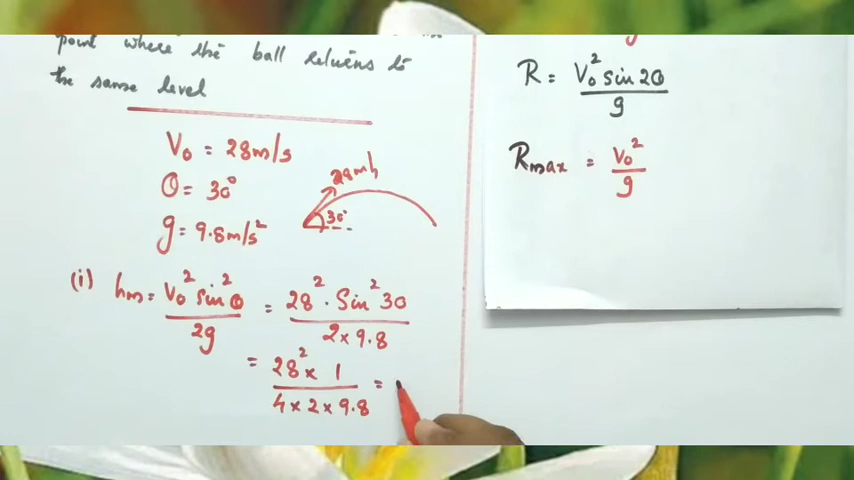 point where the ball returns to
the same level
V₀ = 28m/s
θ = 30°
g = 9.8m/s²
28m/s
30°
(i) hₘ = V₀² sin² θ / 2g = 28² · Sin² 30 / 2 × 9.8
= 28² × 1 / 4 × 2 × 9.8 =
R = V₀² sin 2θ / g
Rmax = V₀² / g